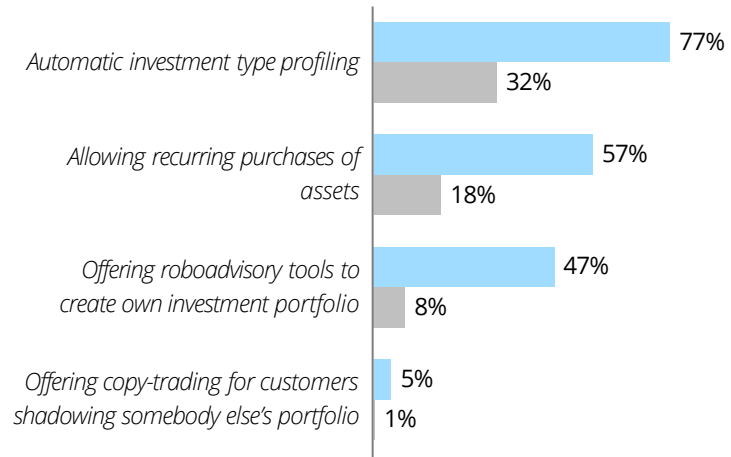 77%
Automatic investment type profiling
32%
Allowing recurring purchases of
assets
57%
18%
Offering roboadvisory tools to
create own investment portfolio
47%
8%
Offering copy-trading for customers
shadowing somebody else’s portfolio
5%
1%